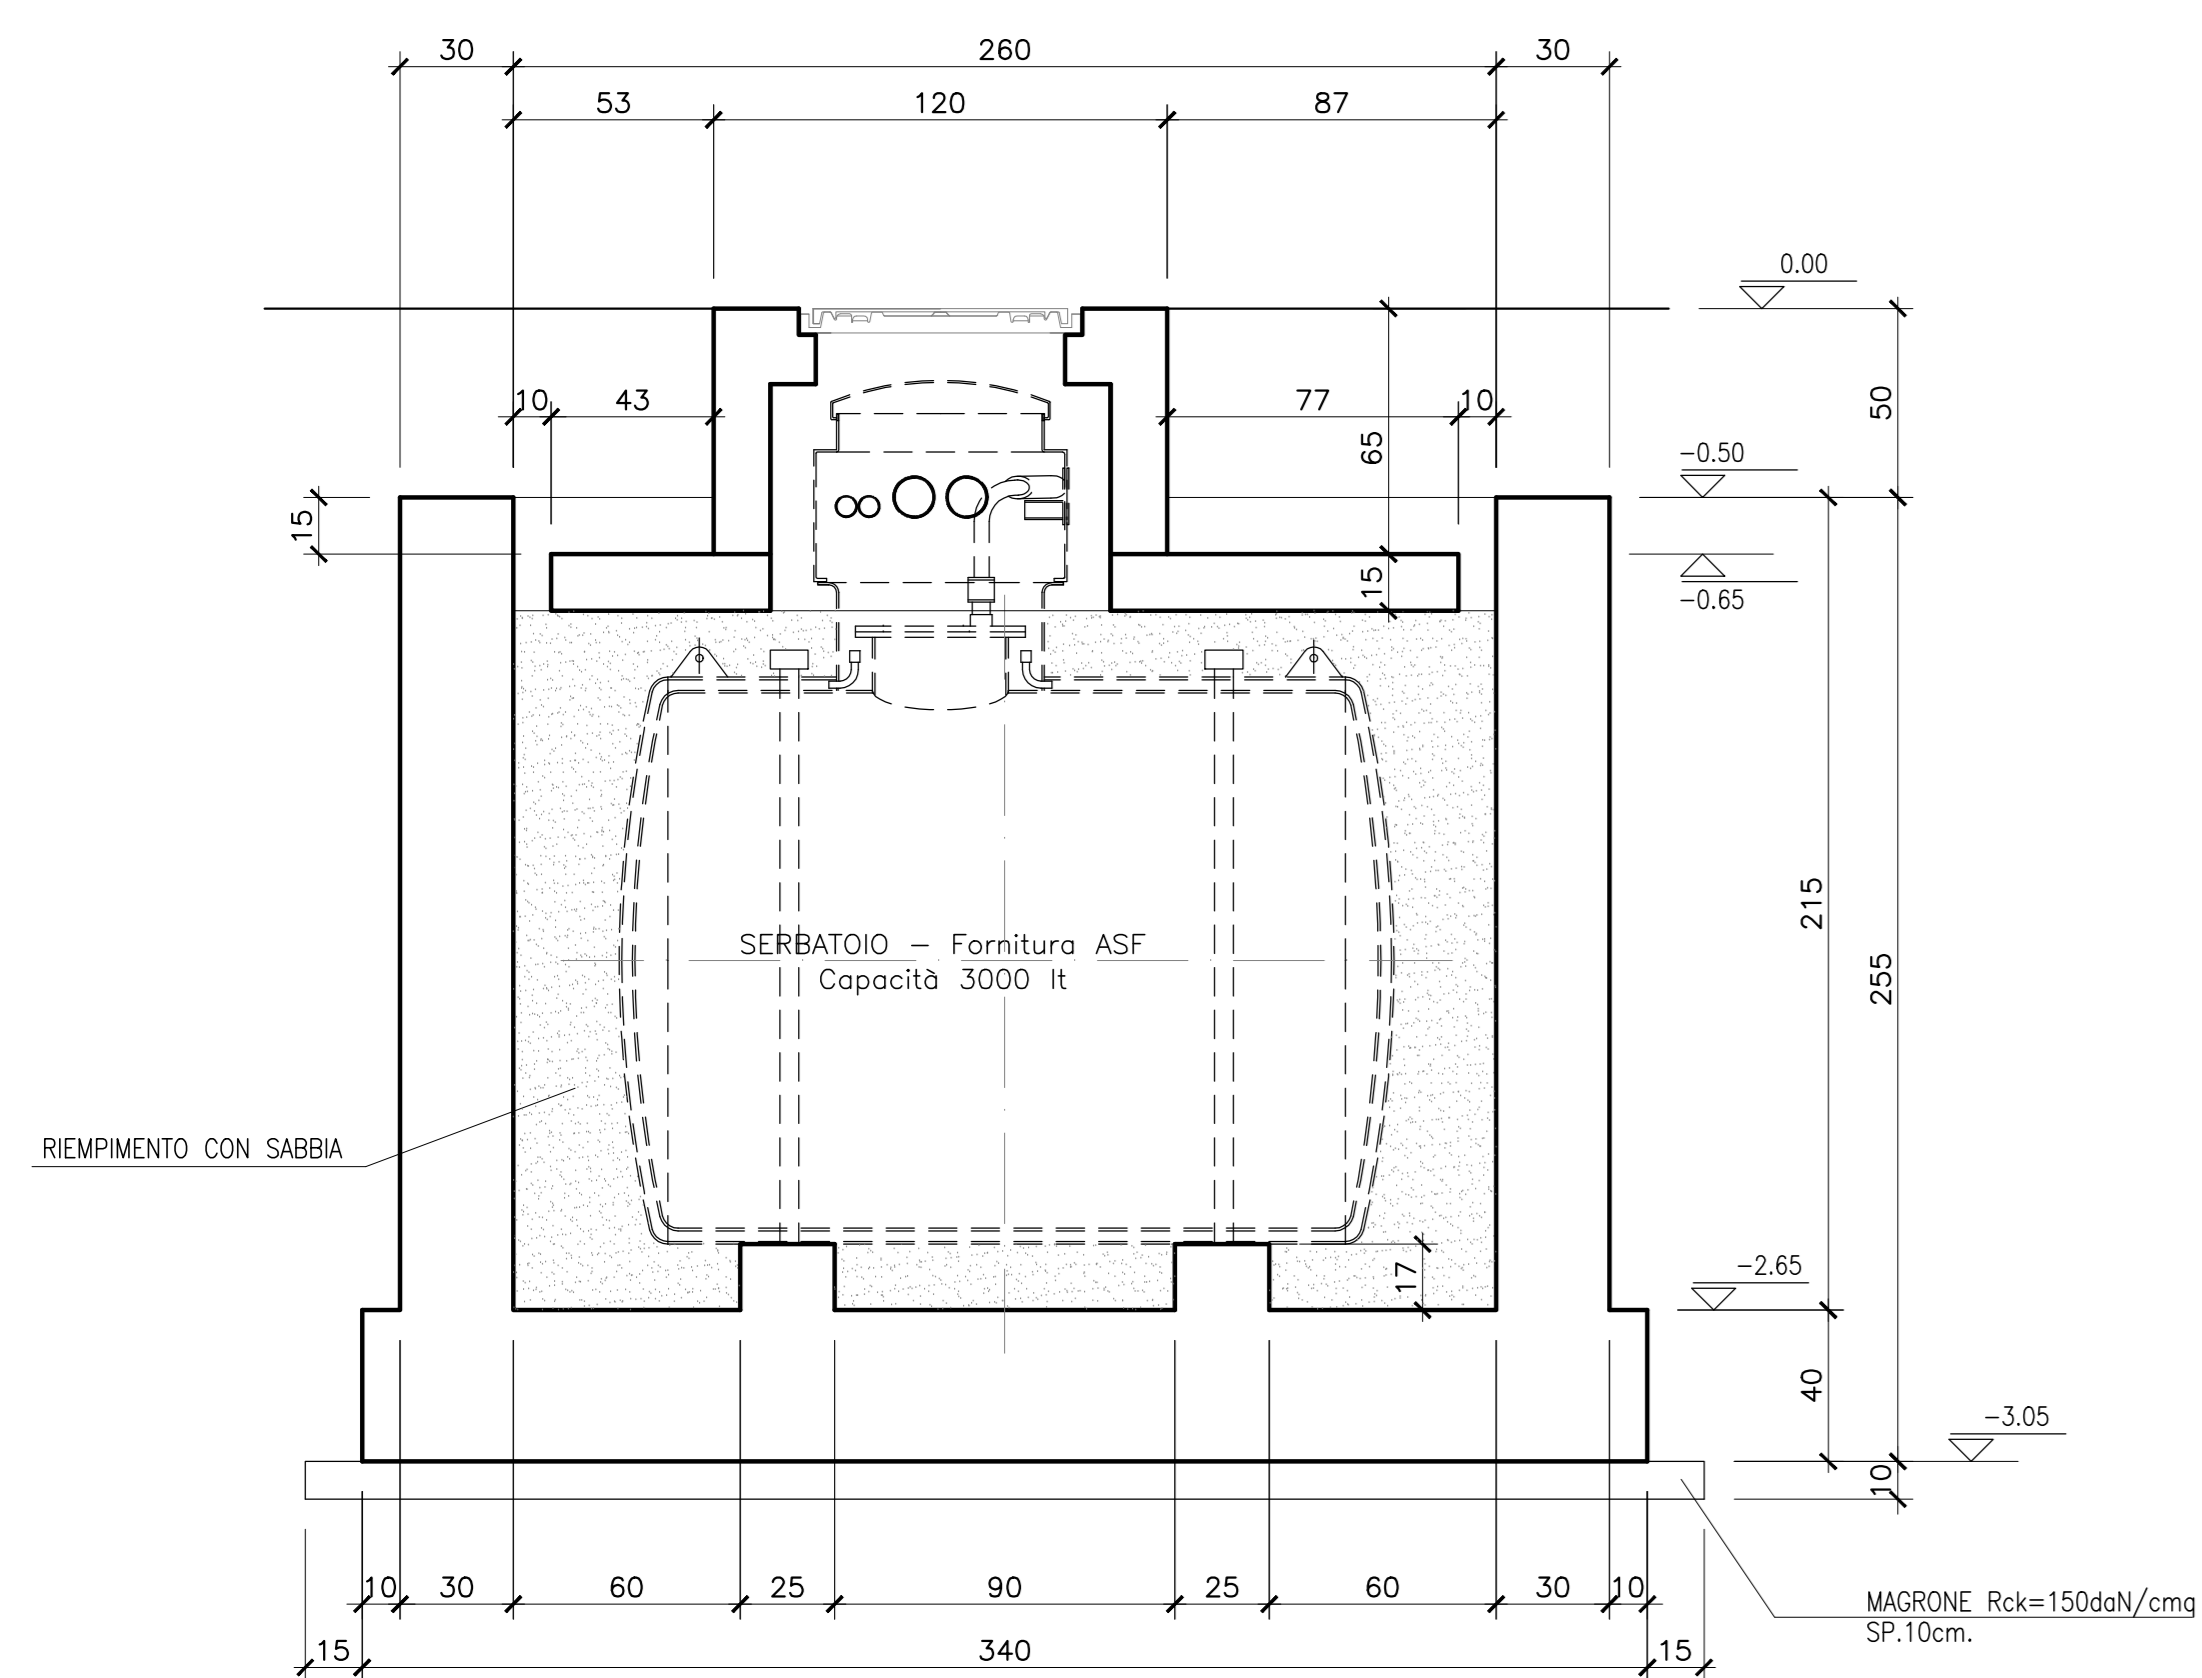 30 260 30
53 120 87
0.00
10 43 77 10
50
65
-0.50
15
15
-0.65
215
255
SERBATOIO - Fornitura ASF
Capacità 3000 lt
RIEMPIMENTO CON SABBIA
17
-2.65
40
-3.05
10
10 30 60 25 90 25 60 30 10
MAGRONE Rck=150daN/cmq
SP.10cm.
15 340 15